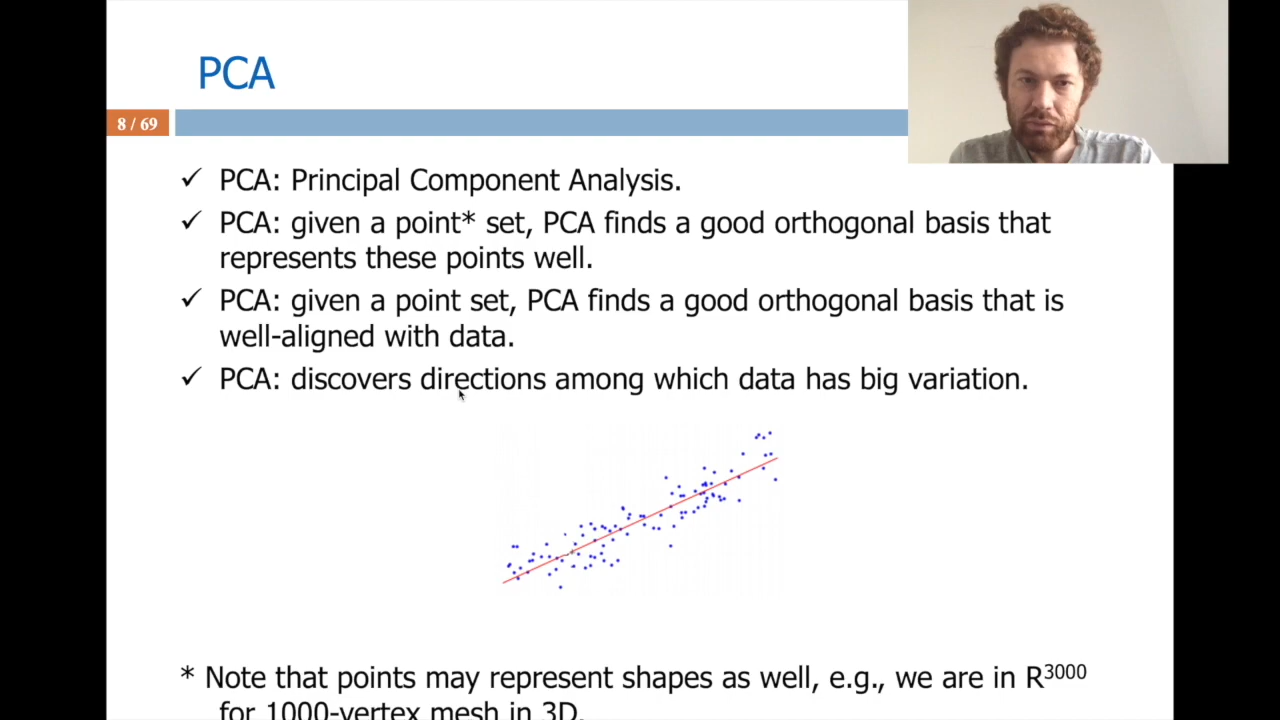 PCA
8 / 69
✓ PCA: Principal Component Analysis.
✓ PCA: given a point* set, PCA finds a good orthogonal basis that
represents these points well.
✓ PCA: given a point set, PCA finds a good orthogonal basis that is
well-aligned with data.
✓ PCA: discovers directions among which data has big variation.
* Note that points may represent shapes as well, e.g., we are in R³⁰⁰⁰
for 1000-vertex mesh in 3D.